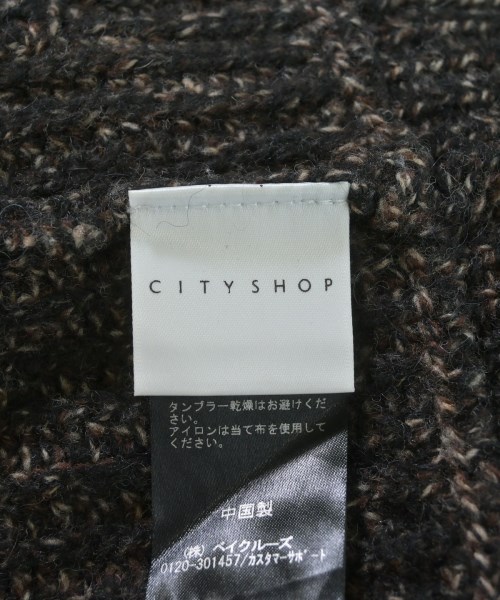 CITYSHOP
タンブラー乾燥はお避けくだ
さい。
アイロンは当て布を使用して
ください。
中国製
(株) ベイクルーズ
0120-301457/カスタマーサポート